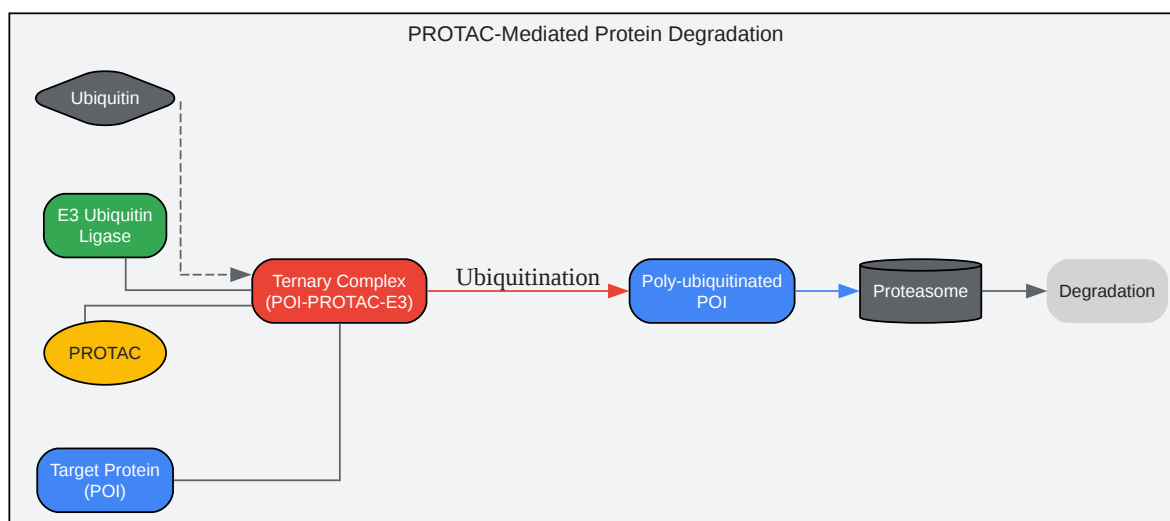 PROTAC-Mediated Protein Degradation
Ubiquitin
E3 Ubiquitin
Ligase
PROTAC
Target Protein
(POI)
Ternary Complex
(POI-PROTAC-E3)
Ubiquitination
Poly-ubiquitinated
POI
Proteasome
Degradation